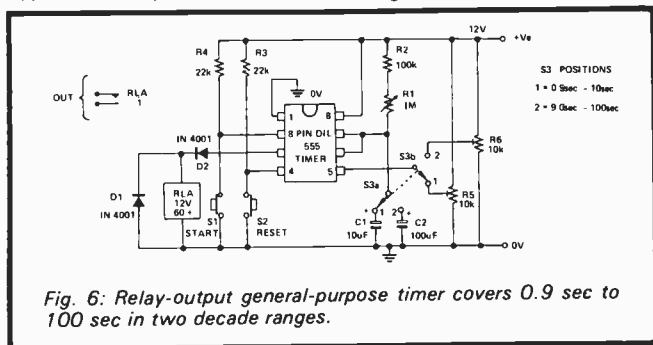 12V
+Ve
R4
22k
R3
22k
R2
100k
0V
S3 POSITIONS
1 = 0 9sec - 10sec
2 = 9 0sec - 100sec
OUT
RLA
1
R1
1M
1
8
8 PIN DIL
555
TIMER
4
5
IN 4001
D2
S3b
2
1
R6
10k
R5
10k
S3a
D1
IN 4001
RLA
12V
60 +
START
S1
S2
RESET
+
1
2
+
C1
10uF
C2
100uF
0V
Fig. 6: Relay-output general-purpose timer covers 0.9 sec to
100 sec in two decade ranges.